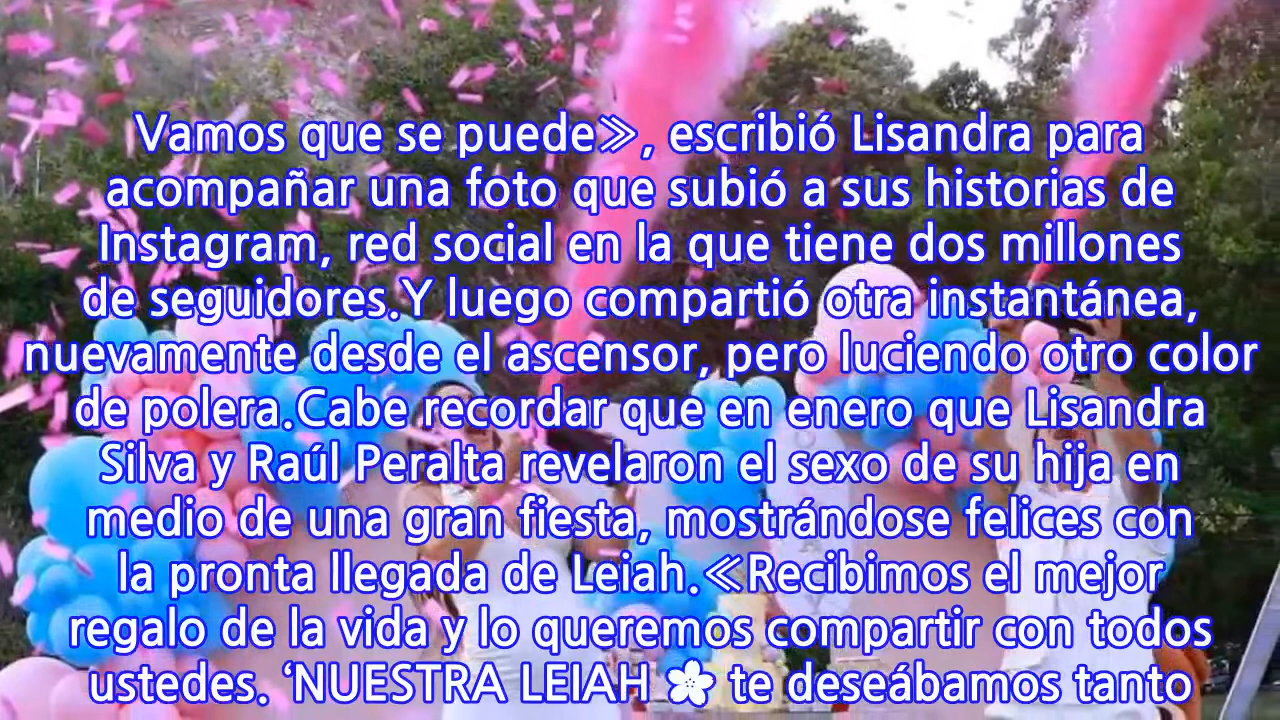 Vamos que se puede≫, escribió Lisandra para
acompañar una foto que subió a sus historias de
Instagram, red social en la que tiene dos millones
de seguidores.Y luego compartió otra instantánea,
nuevamente desde el ascensor, pero luciendo otro color
de polera.Cabe recordar que en enero que Lisandra
Silva y Raúl Peralta revelaron el sexo de su hija en
medio de una gran fiesta, mostrándose felices con
la pronta llegada de Leiah.≪Recibimos el mejor
regalo de la vida y lo queremos compartir con todos
ustedes. ‘NUESTRA LEIAH 🌸 te deseábamos tanto